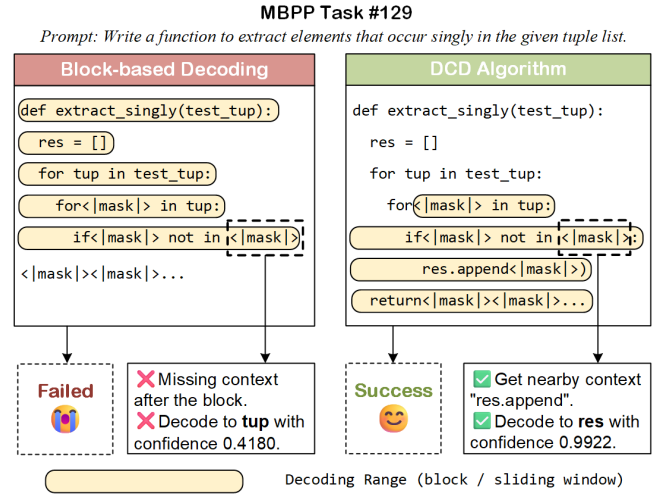 MBPP Task #129
Prompt: Write a function to extract elements that occur singly in the given tuple list.
Block-based Decoding
def extract_singly(test_tup):
res = []
for tup in test_tup:
for<|mask|> in tup:
if<|mask|> not in <|mask|>
<|mask|><|mask|>...
Failed
❌ Missing context
after the block.
❌ Decode to tup with
confidence 0.4180.
DCD Algorithm
def extract_singly(test_tup):
res = []
for tup in test_tup:
for<|mask|> in tup:
if<|mask|> not in <|mask|>:
res.append<|mask|>)
return<|mask|><|mask|>...
Success
✅ Get nearby context
"res.append".
✅ Decode to res with
confidence 0.9922.
Decoding Range (block / sliding window)